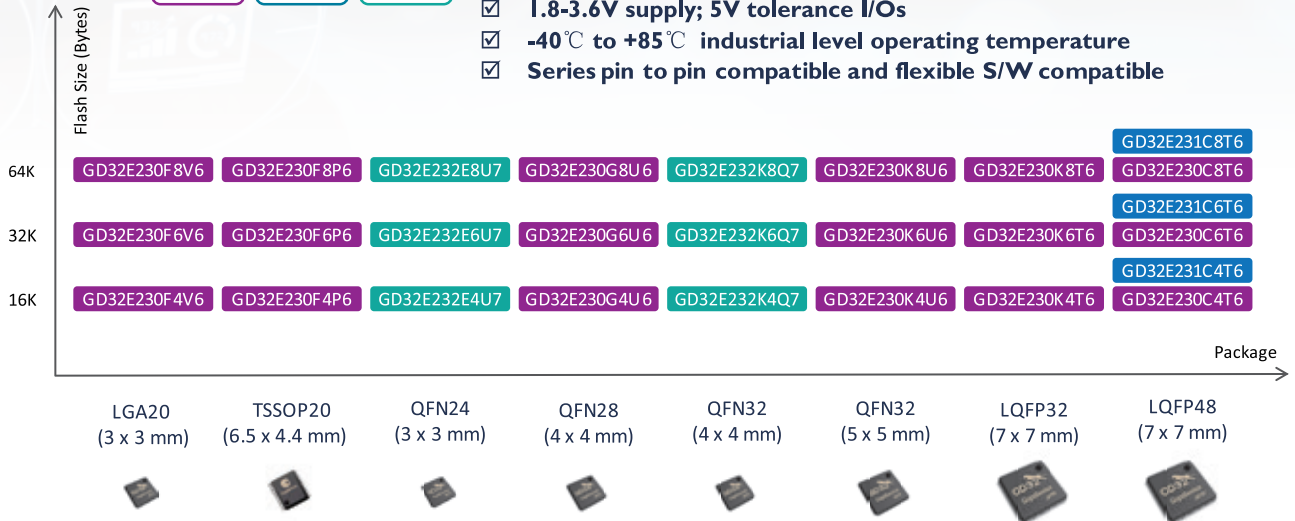 Flash Size (Bytes)
1.8-3.6V supply; 5V tolerance I/Os
-40℃ to +85℃ industrial level operating temperature
Series pin to pin compatible and flexible S/W compatible
GD32E231C8T6
64K GD32E230F8V6 GD32E230F8P6 GD32E232E8U7 GD32E230G8U6 GD32E232K8Q7 GD32E230K8U6 GD32E230K8T6 GD32E230C8T6
GD32E231C6T6
32K GD32E230F6V6 GD32E230F6P6 GD32E232E6U7 GD32E230G6U6 GD32E232K6Q7 GD32E230K6U6 GD32E230K6T6 GD32E230C6T6
GD32E231C4T6
16K GD32E230F4V6 GD32E230F4P6 GD32E232E4U7 GD32E230G4U6 GD32E232K4Q7 GD32E230K4U6 GD32E230K4T6 GD32E230C4T6
Package
LGA20 TSSOP20 QFN24 QFN28 QFN32 QFN32 LQFP32 LQFP48
(3 x 3 mm) (6.5 x 4.4 mm) (3 x 3 mm) (4 x 4 mm) (4 x 4 mm) (5 x 5 mm) (7 x 7 mm) (7 x 7 mm)
GD32 GD32